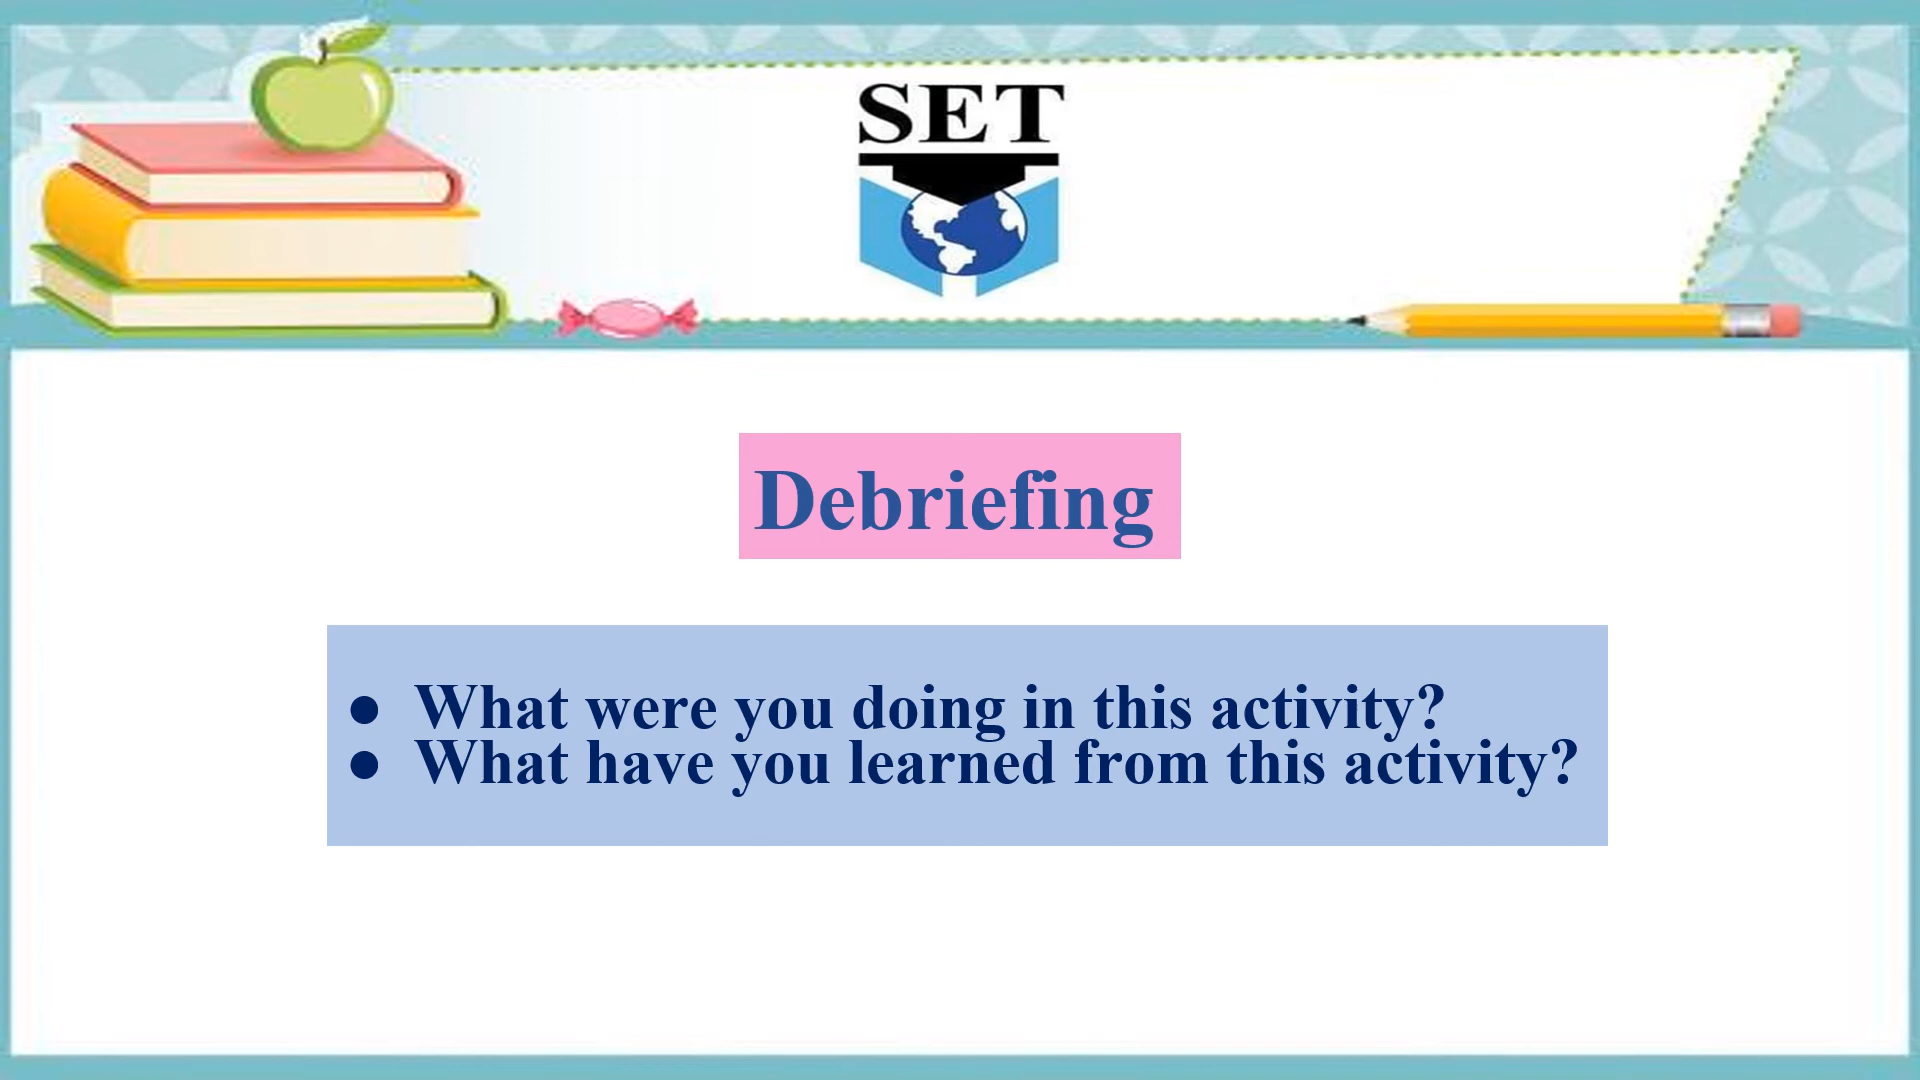 SET
Debriefing
● What were you doing in this activity?
● What have you learned from this activity?